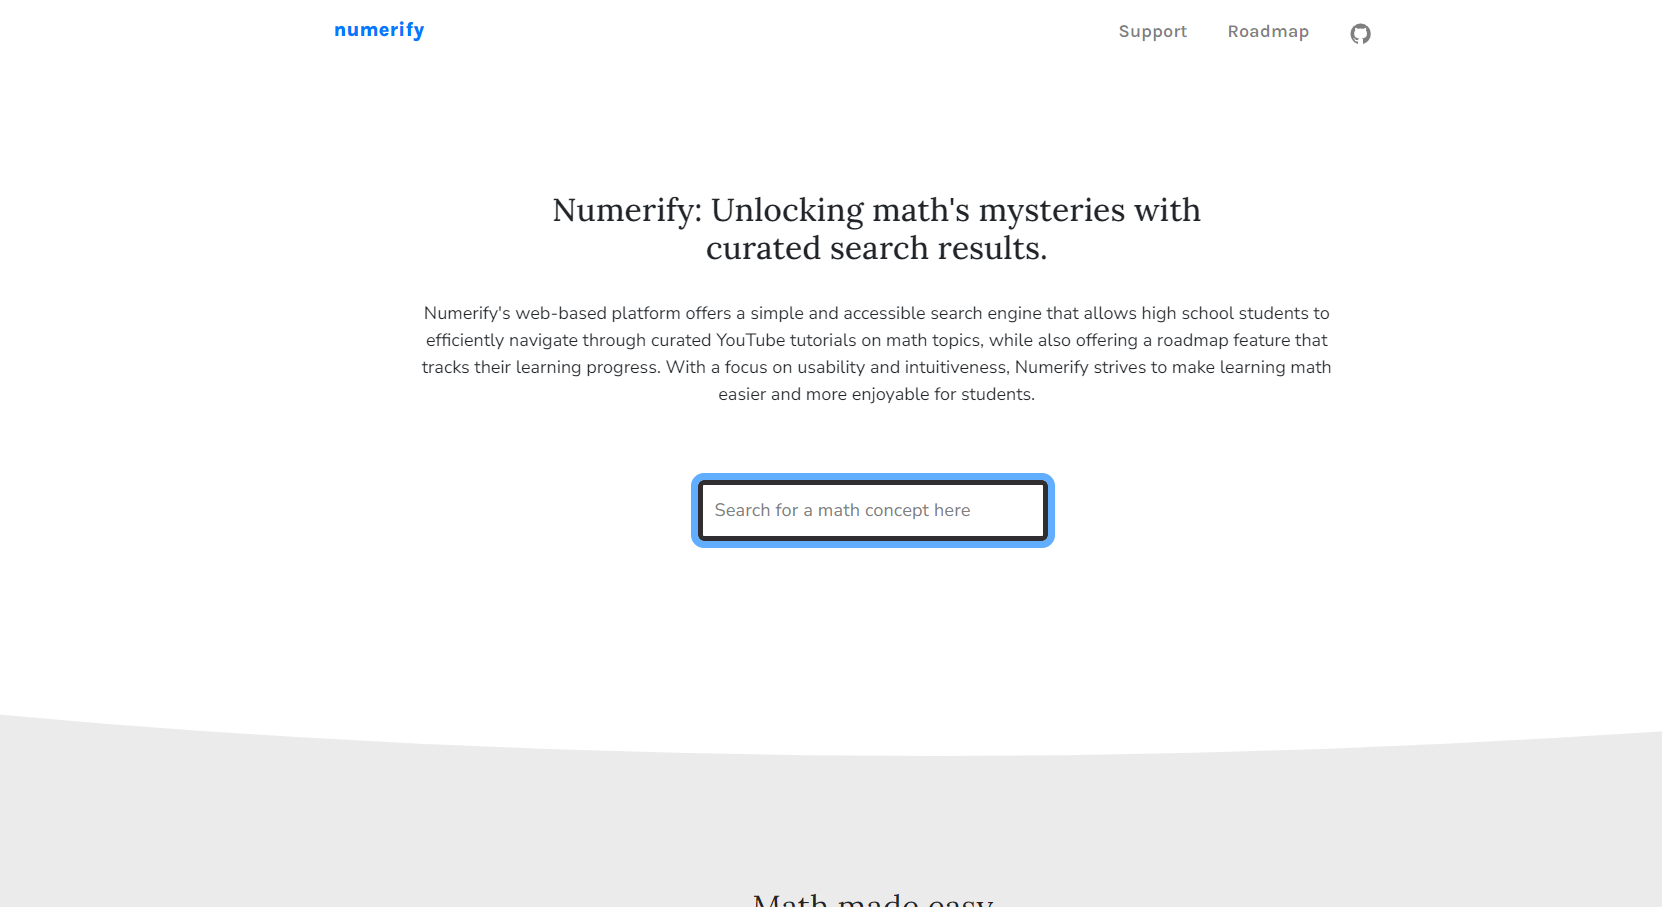 numerify
Support
Roadmap
Numerify: Unlocking math's mysteries with
curated search results.
Numerify's web-based platform offers a simple and accessible search engine that allows high school students to
efficiently navigate through curated YouTube tutorials on math topics, while also offering a roadmap feature that
tracks their learning progress. With a focus on usability and intuitiveness, Numerify strives to make learning math
easier and more enjoyable for students.
Search for a math concept here
Math made easy